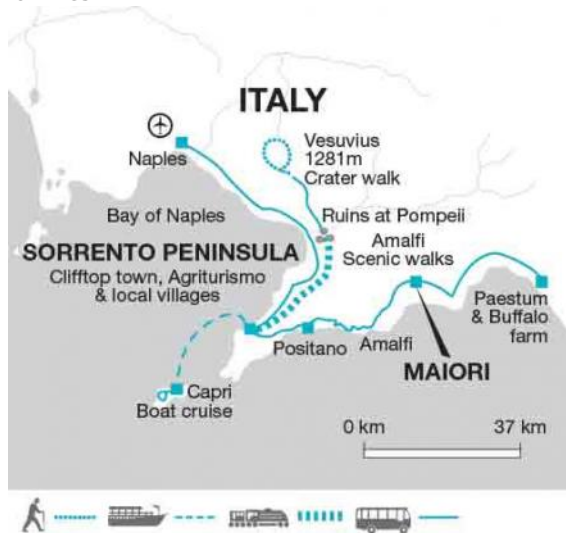 ITALY
Naples
Vesuvius
1281m
Crater walk
Bay of Naples
Ruins at Pompeii
SORRENTO PENINSULA
Clifftop town, Agriturismo
& local villages
Amalfi
Scenic walks
Paestum
& Buffalo
farm
Positano
Amalfi
MAIORI
Capri
Boat cruise
0 km
37 km